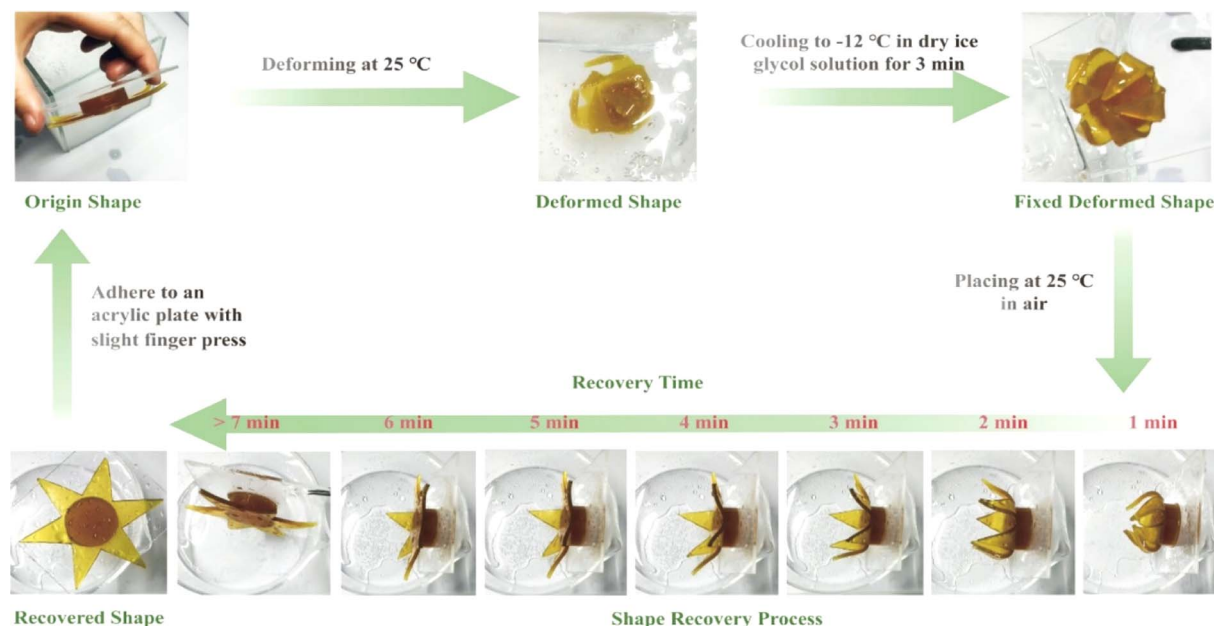 Deforming at 25 °C
Cooling to -12 °C in dry ice
glycol solution for 3 min
Origin Shape
Deformed Shape
Fixed Deformed Shape
Adhere to an
acrylic plate with
slight finger press
Placing at 25 °C
in air
Recovery Time
> 7 min 6 min 5 min 4 min 3 min 2 min 1 min
Recovered Shape
Shape Recovery Process